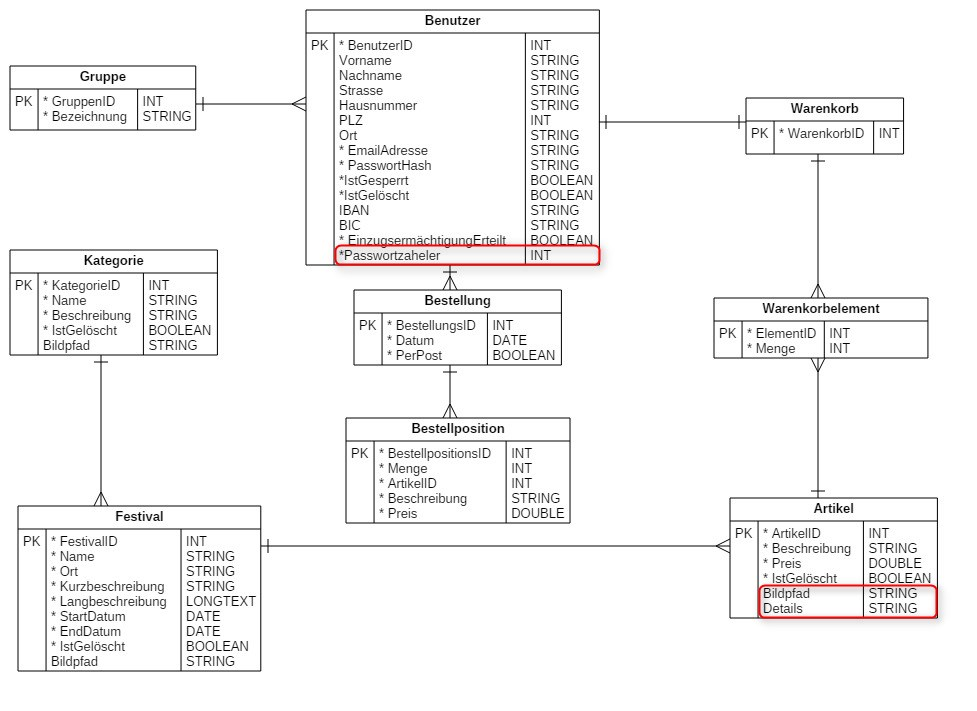 Benutzer
PK * BenutzerID INT
Vorname STRING
Nachname STRING
Strasse STRING
Hausnummer STRING
PLZ INT
Ort STRING
* EmailAdresse STRING
* PasswortHash STRING
*IstGesperrt BOOLEAN
*IstGelöscht BOOLEAN
IBAN STRING
BIC STRING
* EinzugsermächtigungErteilt BOOLEAN
*Passwortzaheler INT
Gruppe
PK * GruppenID INT
* Bezeichnung STRING
Warenkorb
PK * WarenkorbID INT
Kategorie
PK * KategorieID INT
* Name STRING
* Beschreibung STRING
* IstGelöscht BOOLEAN
Bildpfad STRING
Bestellung
PK * BestellungsID INT
* Datum DATE
* PerPost BOOLEAN
Warenkorbelement
PK * ElementID INT
* Menge INT
Bestellposition
PK * BestellpositionsID INT
* Menge INT
* ArtikelID INT
* Beschreibung STRING
* Preis DOUBLE
Festival
PK * FestivalID INT
* Name STRING
* Ort STRING
* Kurzbeschreibung STRING
* Langbeschreibung LONGTEXT
* StartDatum DATE
* EndDatum DATE
* IstGelöscht BOOLEAN
Bildpfad STRING
Artikel
PK * ArtikelID INT
* Beschreibung STRING
* Preis DOUBLE
* IstGelöscht BOOLEAN
Bildpfad STRING
Details STRING